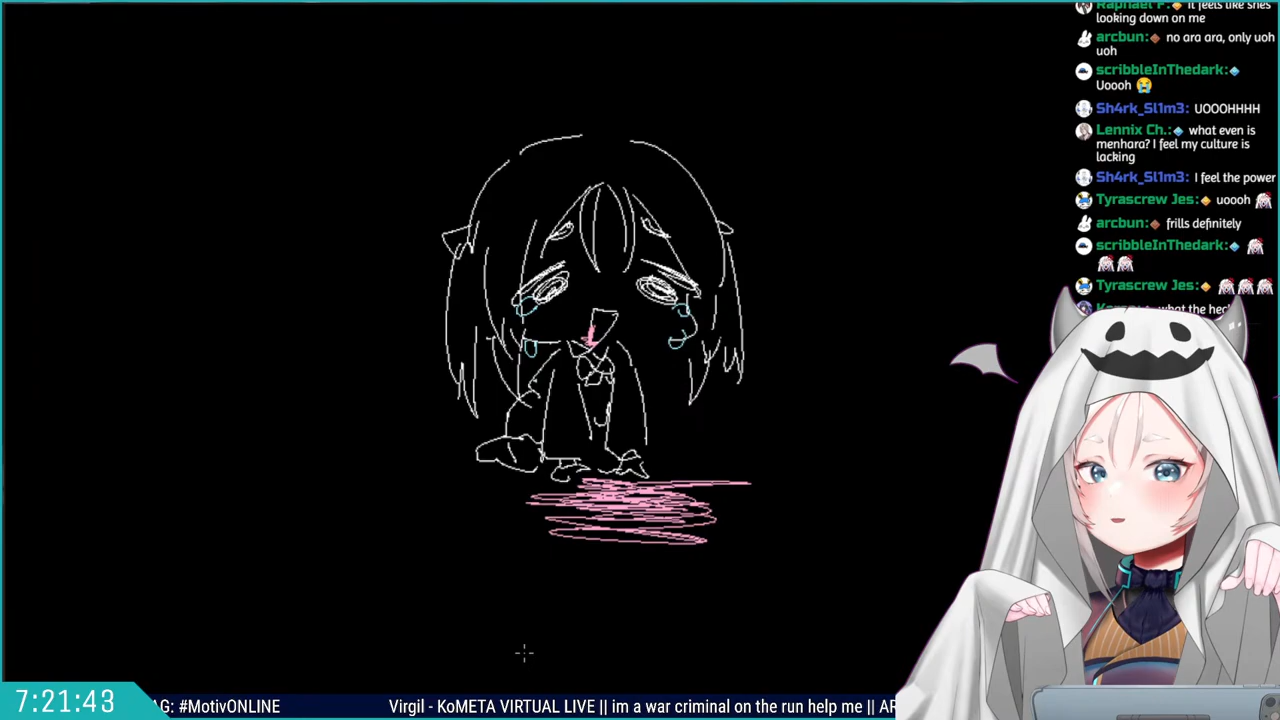 Raphael F.: It feels like shes
looking down on me
arcbun: no ara ara, only uoh
uoh
scribbleInThedark:
Uoooh
Sh4rk_Sl1m3: UOOOHHHH
Lennix Ch.: what even is
menhara? I feel my culture is
lacking
Sh4rk_Sl1m3: I feel the power
Tyrascrew Jes: uoooh
arcbun: frills definitely
scribbleInThedark:
Tyrascrew Jes:
what the hec
7:21:43
AG: #MotivONLINE
Virgil - KoMETA VIRTUAL LIVE || im a war criminal on the run help me || AR